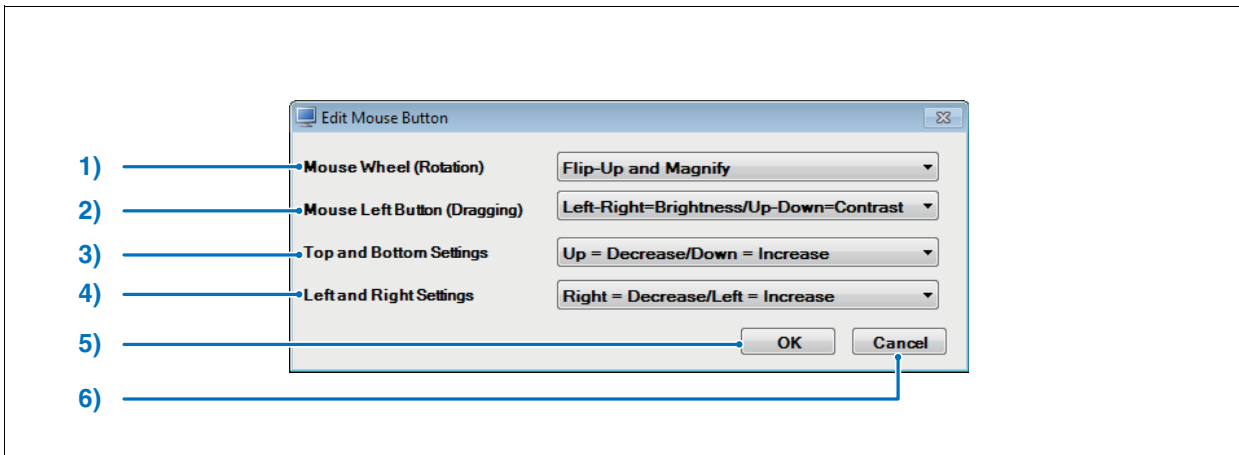 Edit Mouse Button
1) Mouse Wheel (Rotation) Flip-Up and Magnify
2) Mouse Left Button (Dragging) Left-Right=Brightness/Up-Down=Contrast
3) Top and Bottom Settings Up = Decrease/Down = Increase
4) Left and Right Settings Right = Decrease/Left = Increase
5) OK Cancel
6)